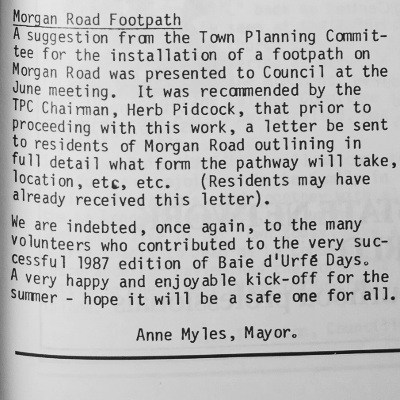 Morgan Road Footpath
A suggestion from the Town Planning Commit-
tee for the installation of a footpath on
Morgan Road was presented to Council at the
June meeting.  It was recommended by the
TPC Chairman, Herb Pidcock, that prior to
proceeding with this work, a letter be sent
to residents of Morgan Road outlining in
full detail what form the pathway will take,
location, etc, etc.  (Residents may have
already received this letter).
We are indebted, once again, to the many
volunteers who contributed to the very suc-
cessful 1987 edition of Baie d'Urfé Days.
A very happy and enjoyable kick-off for the
summer - hope it will be a safe one for all.
Anne Myles, Mayor.